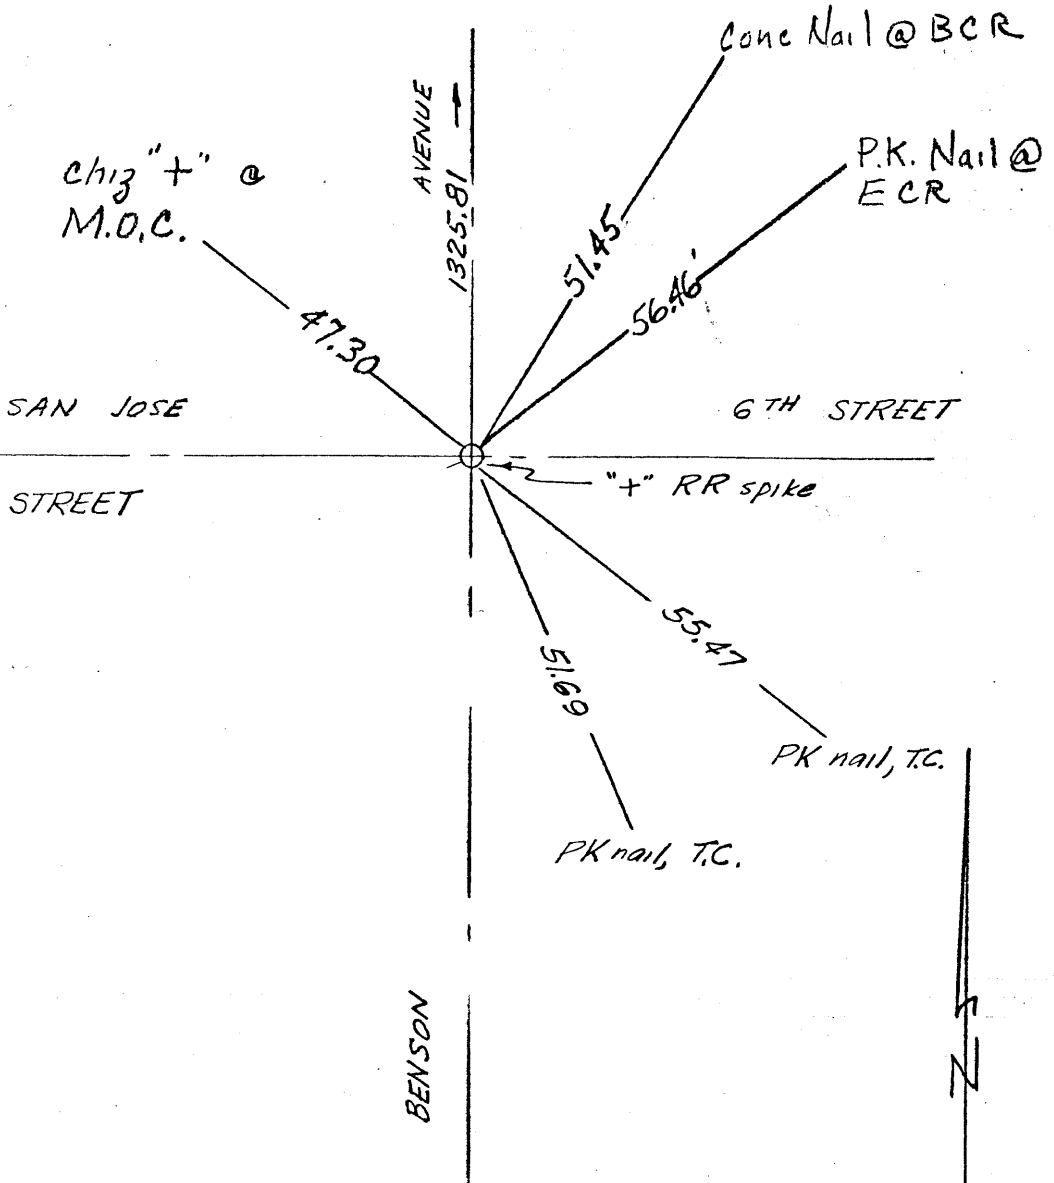 Conc Nail @ BCR
AVENUE
1325.81
chiz "+" @
M.O.C.
P.K. Nail @
ECR
51.45
56.46'
47.30
SAN JOSE
6TH STREET
STREET
"+" RR spike
55.47
51.69
PK nail, T.C.
PK nail, T.C.
BENSON
N